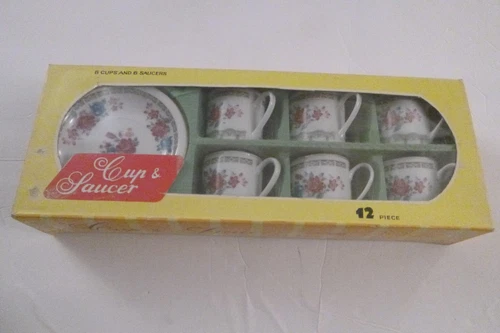 6 CUPS AND 6 SAUCERS
Cup &
Saucer
12 PIECE